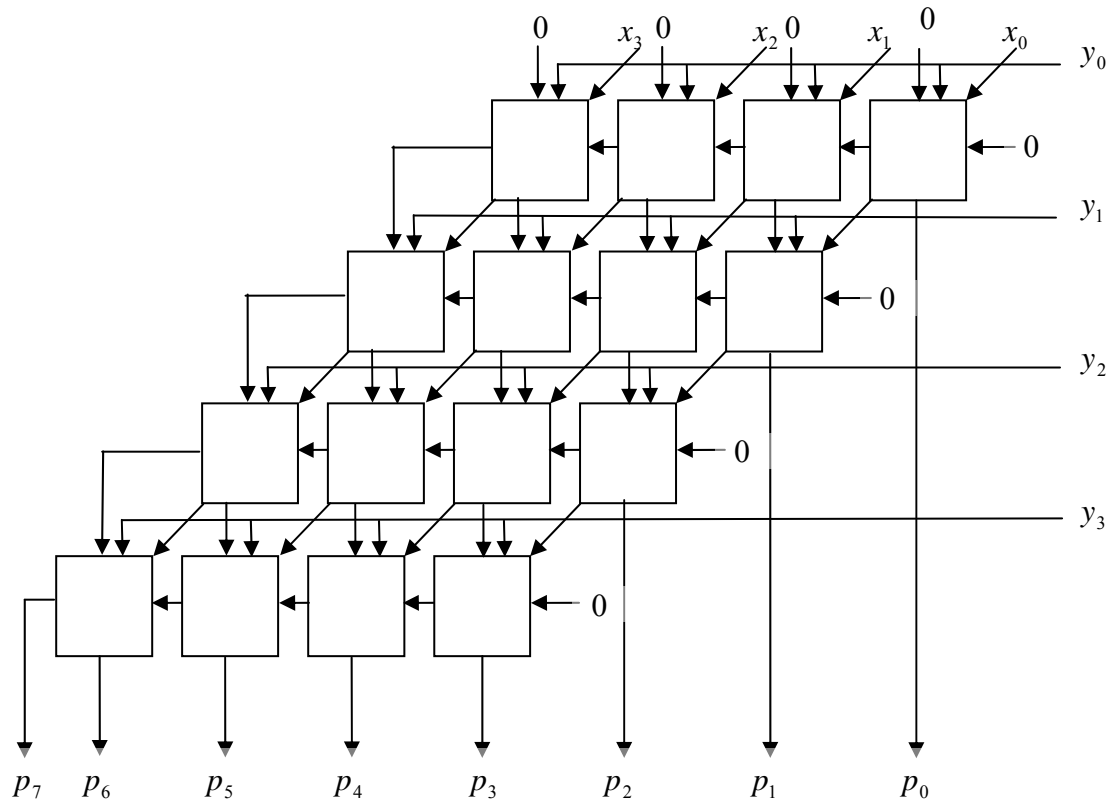 0 x₃ 0 x₂ 0 x₁ 0 x₀
y₀
0
y₁
0
y₂
0
y₃
0
p₇ p₆ p₅ p₄ p₃ p₂ p₁ p₀